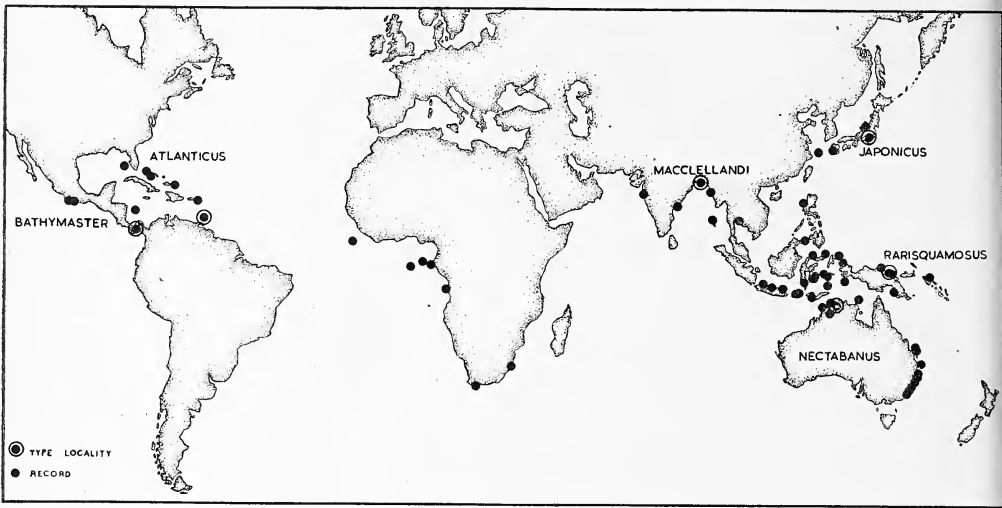 ATLANTICUS
JAPONICUS
MACCLELLANDI
BATHYMASTER
RARISQUAMOSUS
NECTABANUS
TYPE LOCALITY
RECORD